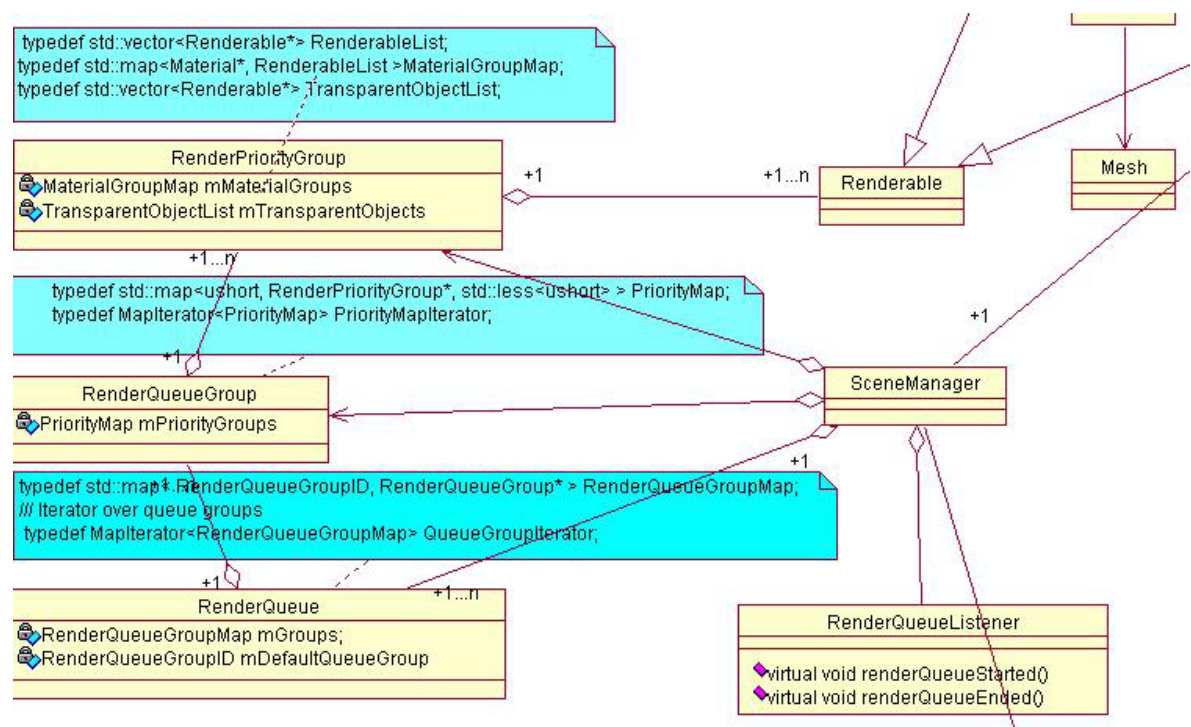 typedef std::vector<Renderable*> RenderableList;
typedef std::map<Material*, RenderableList >MaterialGroupMap;
typedef std::vector<Renderable*> TransparentObjectList;
RenderPriorityGroup
MaterialGroupMap mMaterialGroups
TransparentObjectList mTransparentObjects
+1
+1...n
Renderable
Mesh
+1...n
typedef std::map<ushort, RenderPriorityGroup*, std::less<ushort> > PriorityMap;
typedef MapIterator<PriorityMap> PriorityMapIterator;
+1
+1
RenderQueueGroup
PriorityMap mPriorityGroups
SceneManager
+1
+1...n
typedef std::map< RenderQueueGroupID, RenderQueueGroup* > RenderQueueGroupMap;
/// Iterator over queue groups
typedef MapIterator<RenderQueueGroupMap> QueueGroupIterator;
+1
+1...n
RenderQueue
RenderQueueGroupMap mGroups;
RenderQueueGroupID mDefaultQueueGroup
RenderQueueListener
virtual void renderQueueStarted()
virtual void renderQueueEnded()